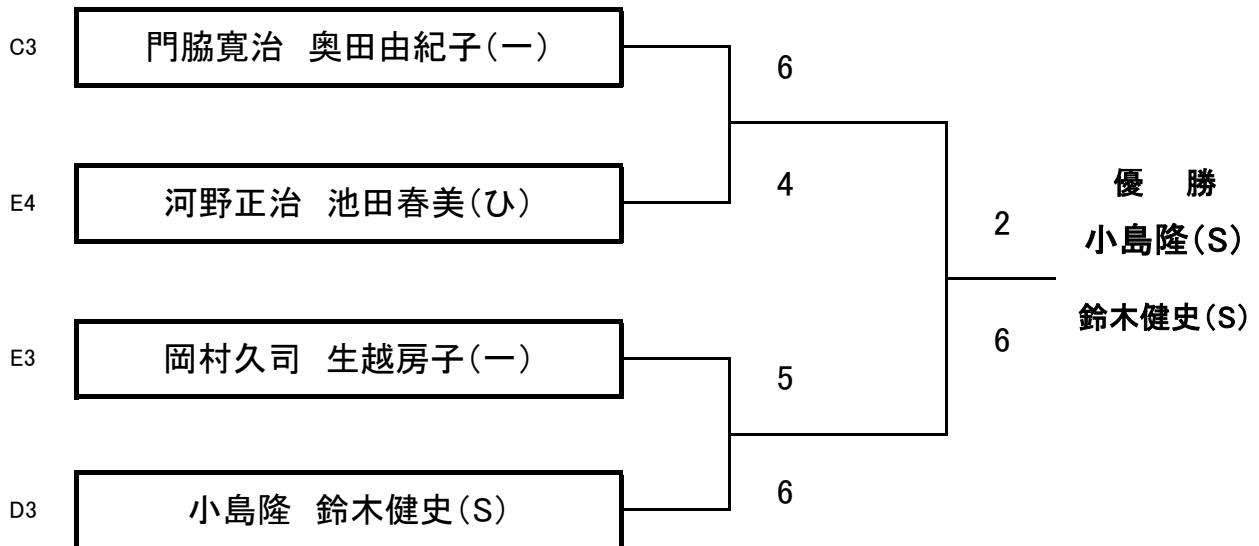 C3
門脇寛治 奥田由紀子(一)
6
E4
河野正治 池田春美(ひ)
4
優 勝
2
小島隆(S)
鈴木健史(S)
6
E3
岡村久司 生越房子(一)
5
D3
小島隆 鈴木健史(S)
6